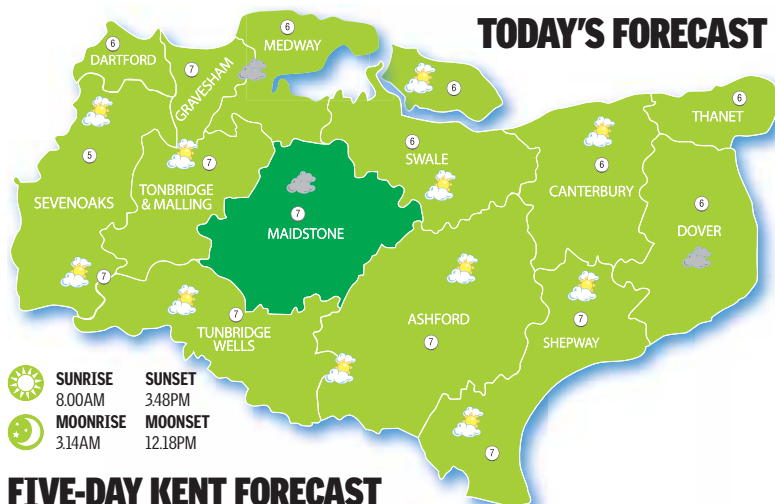 TODAY'S FORECAST
6
MEDWAY
6
DARTFORD
7
GRAVESHAM
6
6
THANET
5
SEVENOAKS
7
TONBRIDGE
& MALLING
6
SWALE
6
CANTERBURY
6
DOVER
7
MAIDSTONE
7
7
TUNBRIDGE
WELLS
ASHFORD
7
7
SHEPWAY
7
SUNRISE SUNSET
8.00AM 3.48PM
MOONRISE MOONSET
3.14AM 12.18PM
FIVE-DAY KENT FORECAST